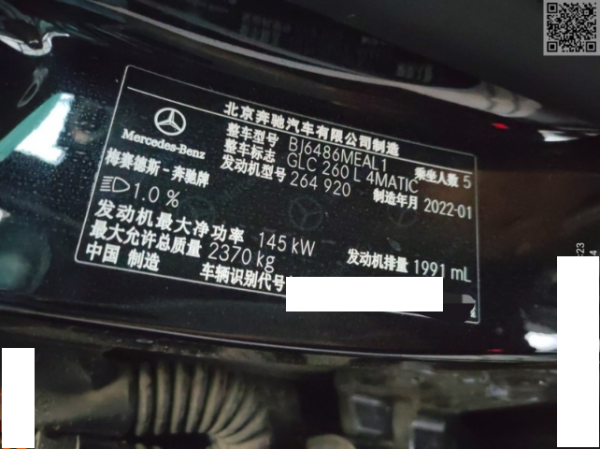 北京奔驰汽车有限公司制造
Mercedes-Benz
整车型号 BJ6486MEAL1 乘坐人数 5
整车标志 GLC 260 L 4MATIC
梅赛德斯-奔驰牌 发动机型号 264 920 制造年月 2022-01
1.0 %
发动机最大净功率 145 kW 发动机排量 1991 mL
最大允许总质量 2370 kg
中国 制造 车辆识别代号